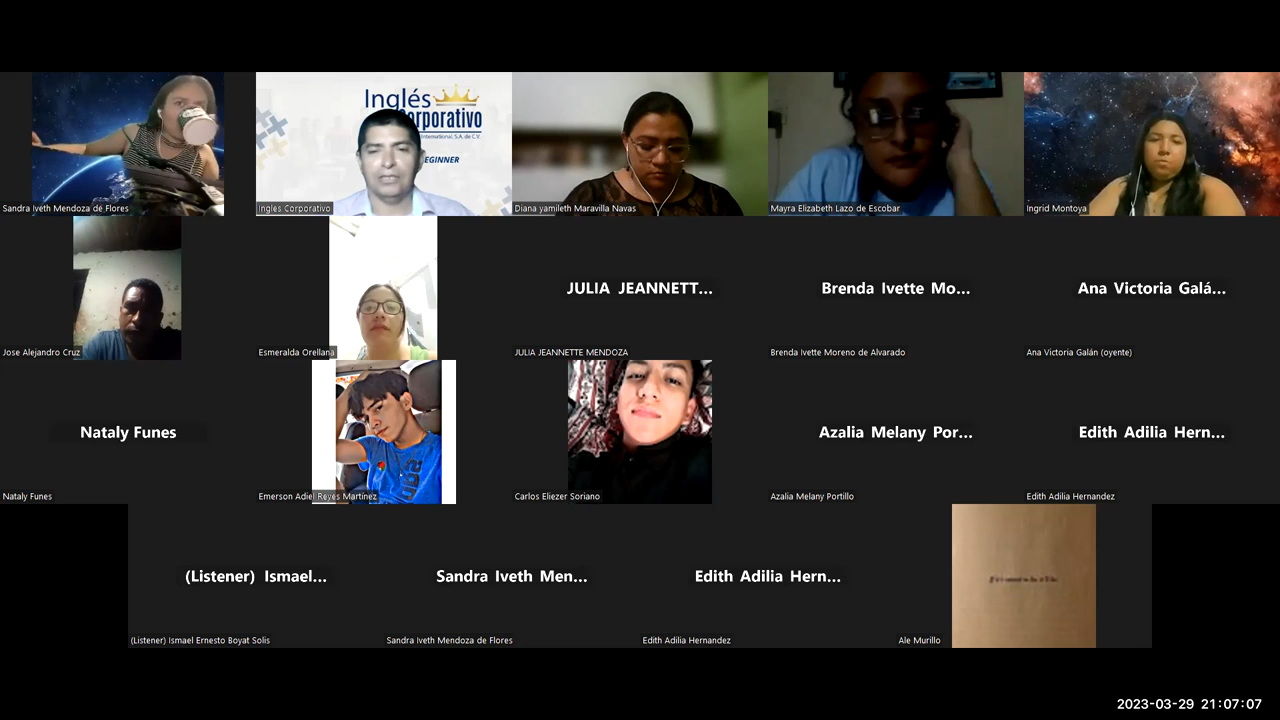 Inglés
Corporativo
International, S.A. de C.V.
EGINNER
Sandra Iveth Mendoza de Flores
Ingles Corporativo
Diana yamileth Maravilla Navas
Mayra Elizabeth Lazo de Escobar
Ingrid Montoya
JULIA JEANNETT...
Brenda Ivette Mo...
Ana Victoria Galá...
Jose Alejandro Cruz
Esmeralda Orellana
JULIA JEANNETTE MENDOZA
Brenda Ivette Moreno de Alvarado
Ana Victoria Galán (oyente)
Nataly Funes
Azalia Melany Por...
Edith Adilia Hern...
Nataly Funes
Emerson Adiel Reyes Martínez
Carlos Eliezer Soriano
Azalia Melany Portillo
Edith Adilia Hernandez
(Listener) Ismael...
Sandra Iveth Men...
Edith Adilia Hern...
(Listener) Ismael Ernesto Boyat Solis
Sandra Iveth Mendoza de Flores
Edith Adilia Hernandez
Ale Murillo
2023-03-29 21:07:07